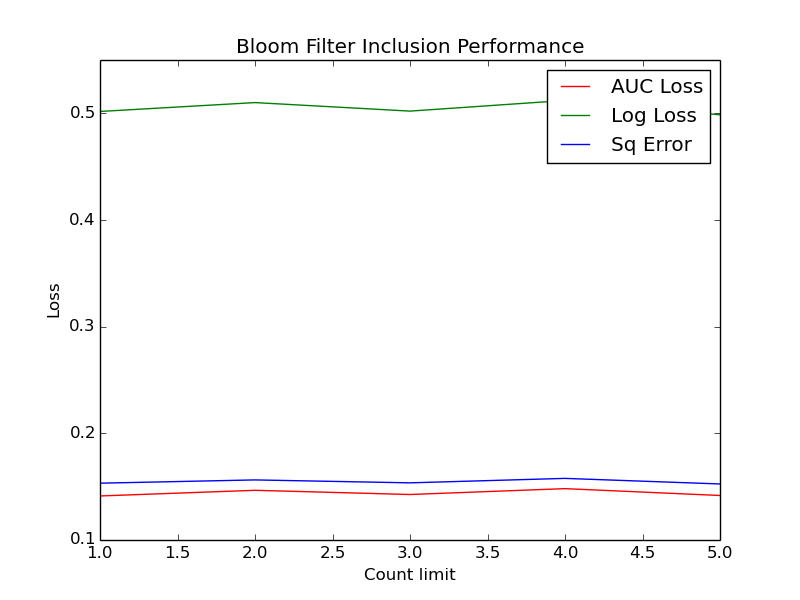 Bloom Filter Inclusion Performance
AUC Loss
Log Loss
Sq Error
0.5
0.4
0.3
0.2
0.1
Loss
1.0 1.5 2.0 2.5 3.0 3.5 4.0 4.5 5.0
Count limit